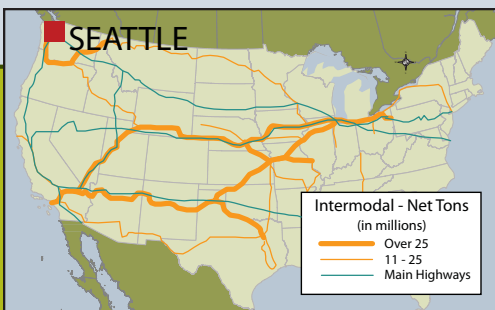 SEATTLE
Intermodal - Net Tons
(in millions)
Over 25
11 - 25
Main Highways